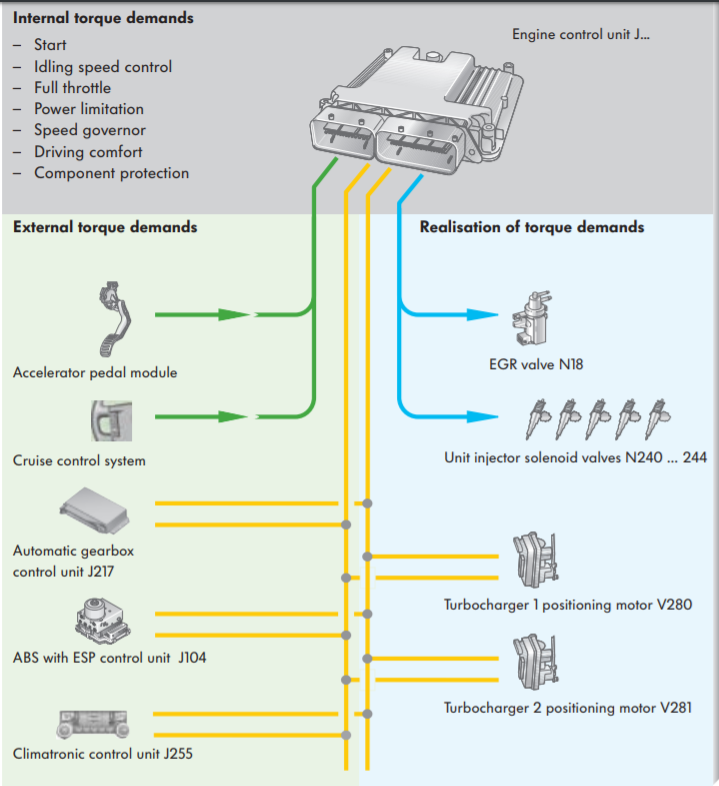 Internal torque demands
Engine control unit J...
– Start
– Idling speed control
– Full throttle
– Power limitation
– Speed governor
– Driving comfort
– Component protection
External torque demands
Realisation of torque demands
Accelerator pedal module
EGR valve N18
Cruise control system
Unit injector solenoid valves N240 ... 244
Automatic gearbox
control unit J217
Turbocharger 1 positioning motor V280
ABS with ESP control unit J104
Turbocharger 2 positioning motor V281
Climatronic control unit J255